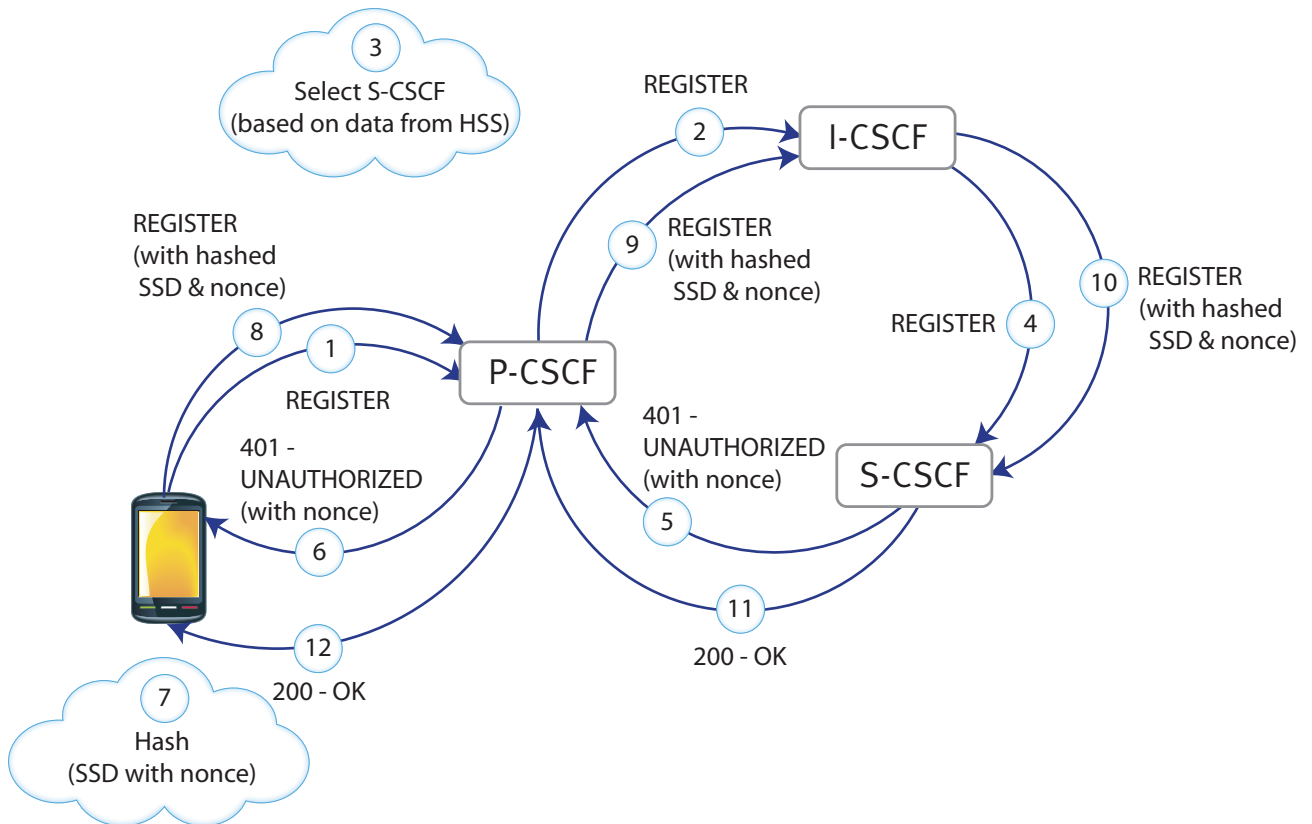 3
Select S-CSCF
(based on data from HSS)
REGISTER
2
I-CSCF
REGISTER
(with hashed
SSD & nonce)
9
REGISTER
(with hashed
SSD & nonce)
10
REGISTER
(with hashed
SSD & nonce)
8
1
REGISTER
REGISTER
4
P-CSCF
401 -
UNAUTHORIZED
(with nonce)
6
401 -
UNAUTHORIZED
(with nonce)
5
S-CSCF
11
200 - OK
12
200 - OK
7
Hash
(SSD with nonce)